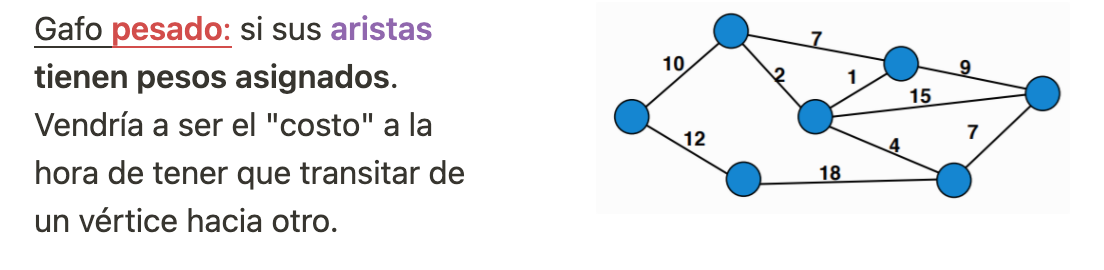 Gafo pesado: si sus aristas
tienen pesos asignados.
Vendría a ser el "costo" a la
hora de tener que transitar de
un vértice hacia otro.
7
10
9
2
1
15
12
7
4
18